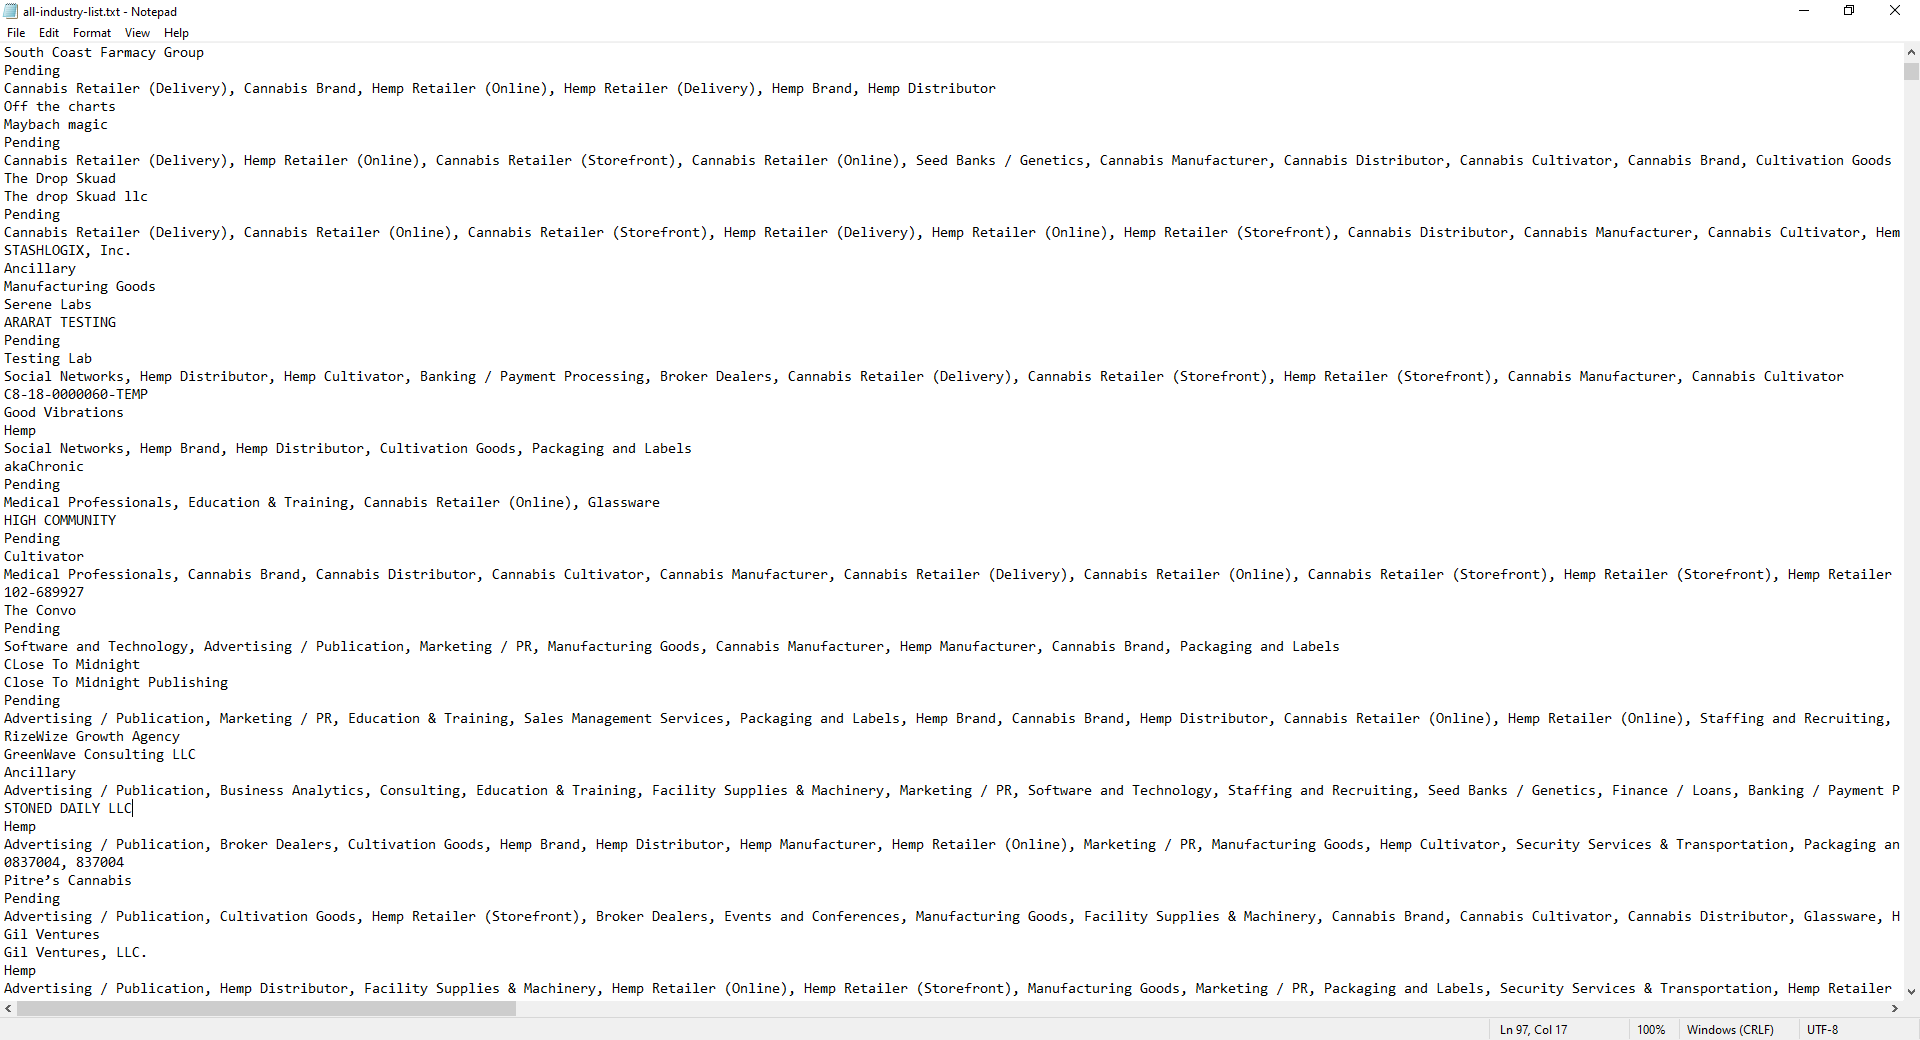 all-industry-list.txt - Notepad
File Edit Format View Help
South Coast Farmacy Group
Pending
Cannabis Retailer (Delivery), Cannabis Brand, Hemp Retailer (Online), Hemp Retailer (Delivery), Hemp Brand, Hemp Distributor
Off the charts
Maybach magic
Pending
Cannabis Retailer (Delivery), Hemp Retailer (Online), Cannabis Retailer (Storefront), Cannabis Retailer (Online), Seed Banks / Genetics, Cannabis Manufacturer, Cannabis Distributor, Cannabis Cultivator, Cannabis Brand, Cultivation Goods
The Drop Skuad
The drop Skuad llc
Pending
Cannabis Retailer (Delivery), Cannabis Retailer (Online), Cannabis Retailer (Storefront), Hemp Retailer (Delivery), Hemp Retailer (Online), Hemp Retailer (Storefront), Cannabis Distributor, Cannabis Manufacturer, Cannabis Cultivator, Hem
STASHLOGIX, Inc.
Ancillary
Manufacturing Goods
Serene Labs
ARARAT TESTING
Pending
Testing Lab
Social Networks, Hemp Distributor, Hemp Cultivator, Banking / Payment Processing, Broker Dealers, Cannabis Retailer (Delivery), Cannabis Retailer (Storefront), Hemp Retailer (Storefront), Cannabis Manufacturer, Cannabis Cultivator
C8-18-0000060-TEMP
Good Vibrations
Hemp
Social Networks, Hemp Brand, Hemp Distributor, Cultivation Goods, Packaging and Labels
akaChronic
Pending
Medical Professionals, Education & Training, Cannabis Retailer (Online), Glassware
HIGH COMMUNITY
Pending
Cultivator
Medical Professionals, Cannabis Brand, Cannabis Distributor, Cannabis Cultivator, Cannabis Manufacturer, Cannabis Retailer (Delivery), Cannabis Retailer (Online), Cannabis Retailer (Storefront), Hemp Retailer (Storefront), Hemp Retailer
102-689927
The Convo
Pending
Software and Technology, Advertising / Publication, Marketing / PR, Manufacturing Goods, Cannabis Manufacturer, Hemp Manufacturer, Cannabis Brand, Packaging and Labels
CLose To Midnight
Close To Midnight Publishing
Pending
Advertising / Publication, Marketing / PR, Education & Training, Sales Management Services, Packaging and Labels, Hemp Brand, Cannabis Brand, Hemp Distributor, Cannabis Retailer (Online), Hemp Retailer (Online), Staffing and Recruiting,
RizeWize Growth Agency
GreenWave Consulting LLC
Ancillary
Advertising / Publication, Business Analytics, Consulting, Education & Training, Facility Supplies & Machinery, Marketing / PR, Software and Technology, Staffing and Recruiting, Seed Banks / Genetics, Finance / Loans, Banking / Payment P
STONED DAILY LLC
Hemp
Advertising / Publication, Broker Dealers, Cultivation Goods, Hemp Brand, Hemp Distributor, Hemp Manufacturer, Hemp Retailer (Online), Marketing / PR, Manufacturing Goods, Hemp Cultivator, Security Services & Transportation, Packaging an
0837004, 837004
Pitre’s Cannabis
Pending
Advertising / Publication, Cultivation Goods, Hemp Retailer (Storefront), Broker Dealers, Events and Conferences, Manufacturing Goods, Facility Supplies & Machinery, Cannabis Brand, Cannabis Cultivator, Cannabis Distributor, Glassware, H
Gil Ventures
Gil Ventures, LLC.
Hemp
Advertising / Publication, Hemp Distributor, Facility Supplies & Machinery, Hemp Retailer (Online), Hemp Retailer (Storefront), Manufacturing Goods, Marketing / PR, Packaging and Labels, Security Services & Transportation, Hemp Retailer
Ln 97, Col 17 100% Windows (CRLF) UTF-8